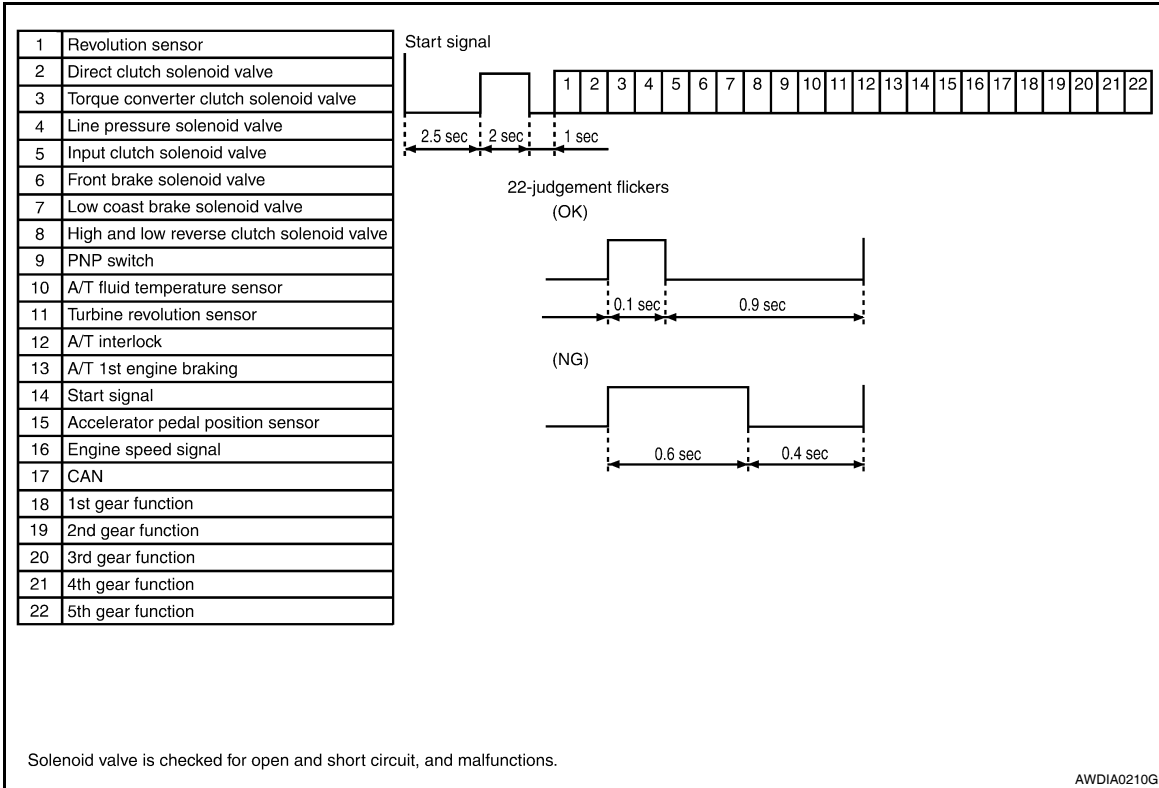 1 Revolution sensor
2 Direct clutch solenoid valve
3 Torque converter clutch solenoid valve
4 Line pressure solenoid valve
5 Input clutch solenoid valve
6 Front brake solenoid valve
7 Low coast brake solenoid valve
8 High and low reverse clutch solenoid valve
9 PNP switch
10 A/T fluid temperature sensor
11 Turbine revolution sensor
12 A/T interlock
13 A/T 1st engine braking
14 Start signal
15 Accelerator pedal position sensor
16 Engine speed signal
17 CAN
18 1st gear function
19 2nd gear function
20 3rd gear function
21 4th gear function
22 5th gear function
Start signal
1 2 3 4 5 6 7 8 9 10 11 12 13 14 15 16 17 18 19 20 21 22
2.5 sec 2 sec 1 sec
22-judgement flickers
(OK)
0.1 sec 0.9 sec
(NG)
0.6 sec 0.4 sec
Solenoid valve is checked for open and short circuit, and malfunctions.
AWDIA0210G